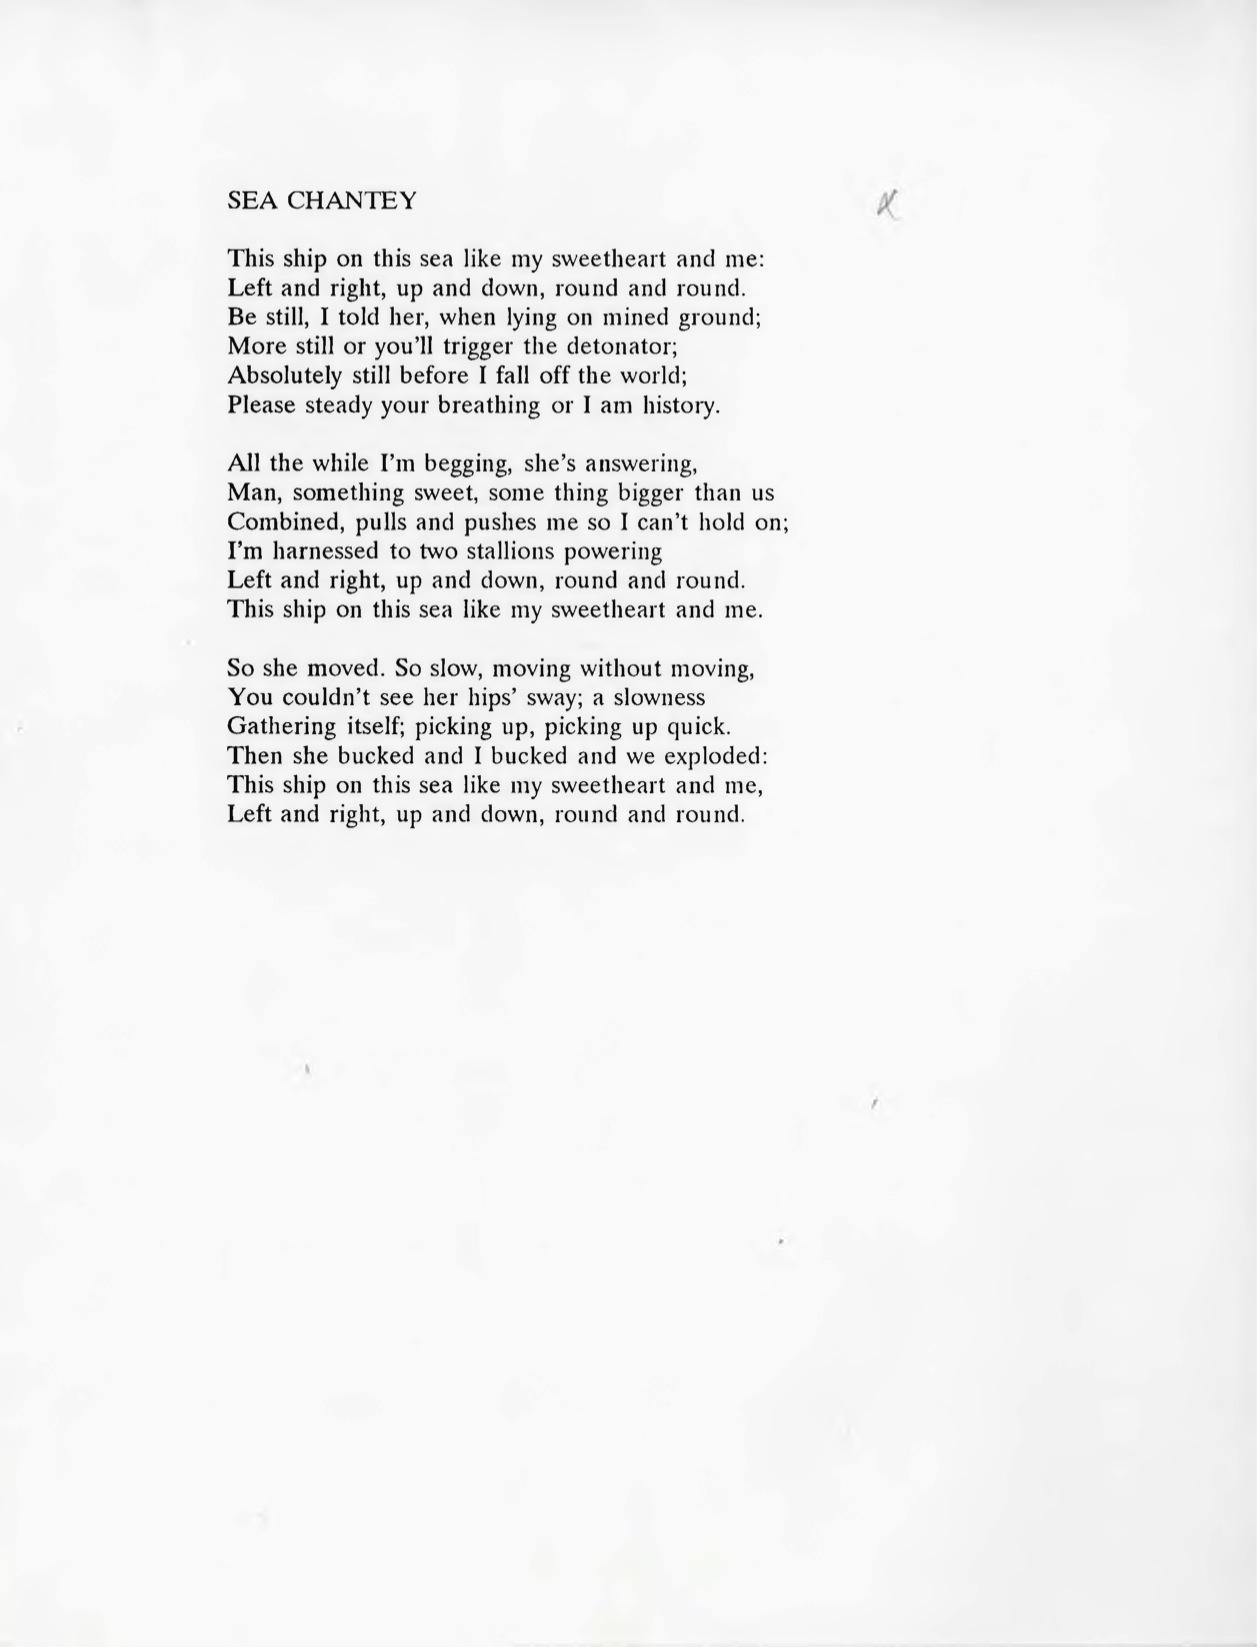 SEA CHANTEY
This ship on this sea like my sweetheart and me:
Left and right, up and down, round and round.
Be still, I told her, when lying on mined ground;
More still or you'll trigger the detonator;
Absolutely still before I fall off the world;
Please steady your breathing or I am history.
All the while I'm begging, she's answering,
Man, something sweet, some thing bigger than us
Combined, pulls and pushes me so I can't hold on;
I'm harnessed to two stallions powering
Left and right, up and down, round and round.
This ship on this sea like my sweetheart and me.
So she moved. So slow, moving without moving,
You couldn't see her hips' sway; a slowness
Gathering itself; picking up, picking up quick.
Then she bucked and I bucked and we exploded:
This ship on this sea like my sweetheart and me,
Left and right, up and down, round and round.